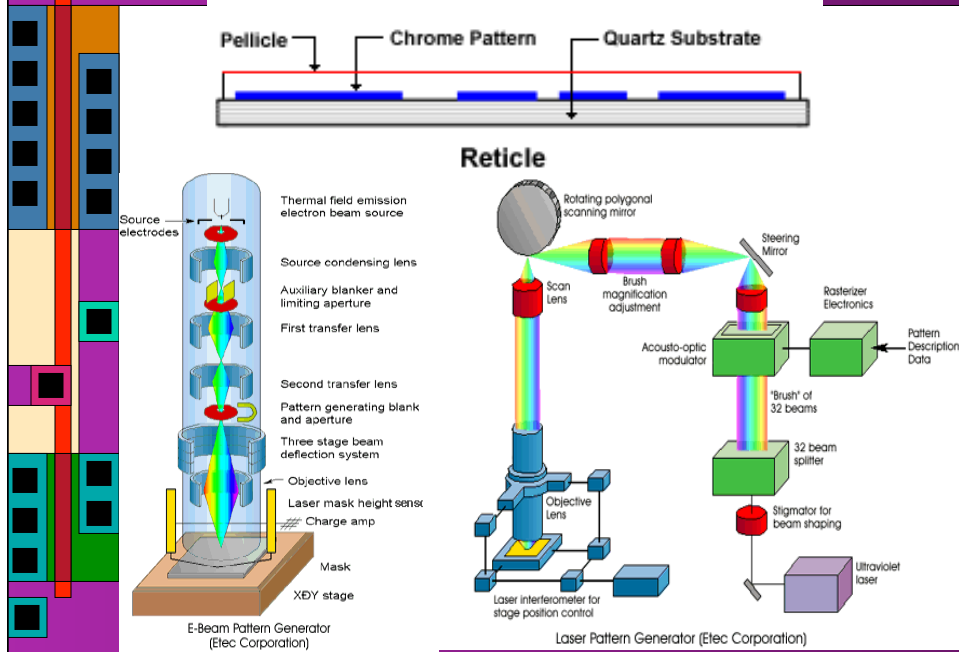 Pellicle
Chrome Pattern
Quartz Substrate
Reticle
Thermal field emission
electron beam source
Source
electrodes
Source condensing lens
Auxiliary blanker and
limiting aperture
First transfer lens
Second transfer lens
Pattern generating blank
and aperture
Three stage beam
deflection system
Objective lens
Laser mask height sens
Charge amp
Mask
XÐY stage
E-Beam Pattern Generator
(Etec Corporation)
Rotating polygonal
scanning mirror
Steering
Mirror
Scan
Lens
Brush
magnification
adjustment
Rasterizer
Electronics
Acousto-optic
modulator
Pattern
Description
Data
"Brush" of
32 beams
32 beam
splitter
Objective
Lens
Stigmator for
beam shaping
Ultraviolet
laser
Laser interferometer for
stage position control
Laser Pattern Generator (Etec Corporation)